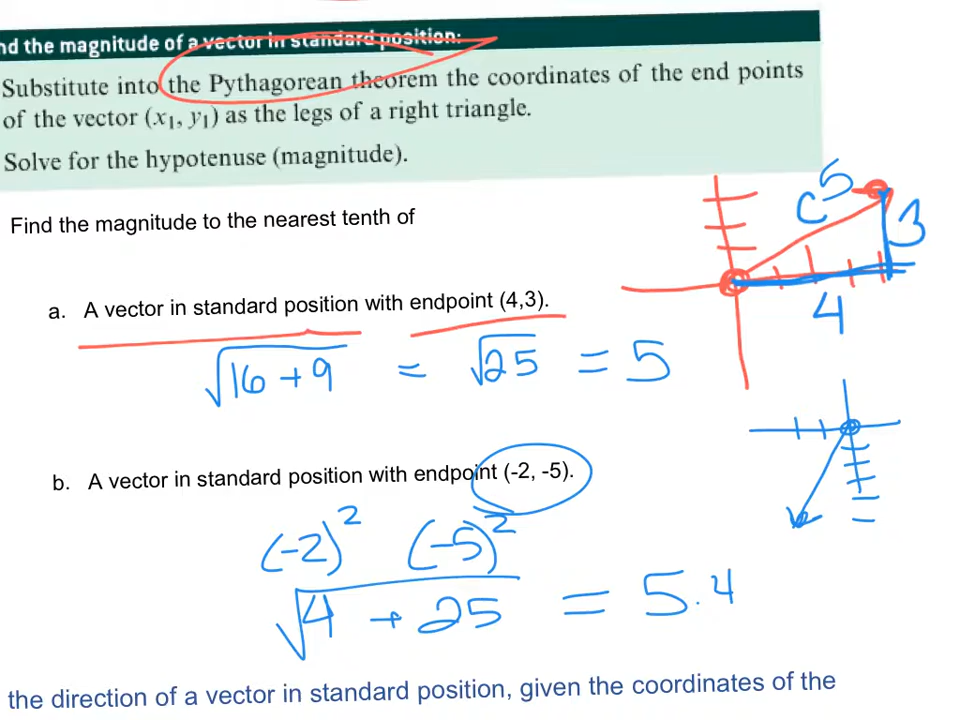 nd the magnitude of a vector in standard position:
Substitute into the Pythagorean theorem the coordinates of the end points
of the vector (x₁, y₁) as the legs of a right triangle.
Solve for the hypotenuse (magnitude).
Find the magnitude to the nearest tenth of
c 5
3
4
a. A vector in standard position with endpoint (4,3).
√16 + 9 = √25 = 5
b. A vector in standard position with endpoint (-2, -5).
(-2)² (-5)²
√4 + 25 = 5.4
the direction of a vector in standard position, given the coordinates of the